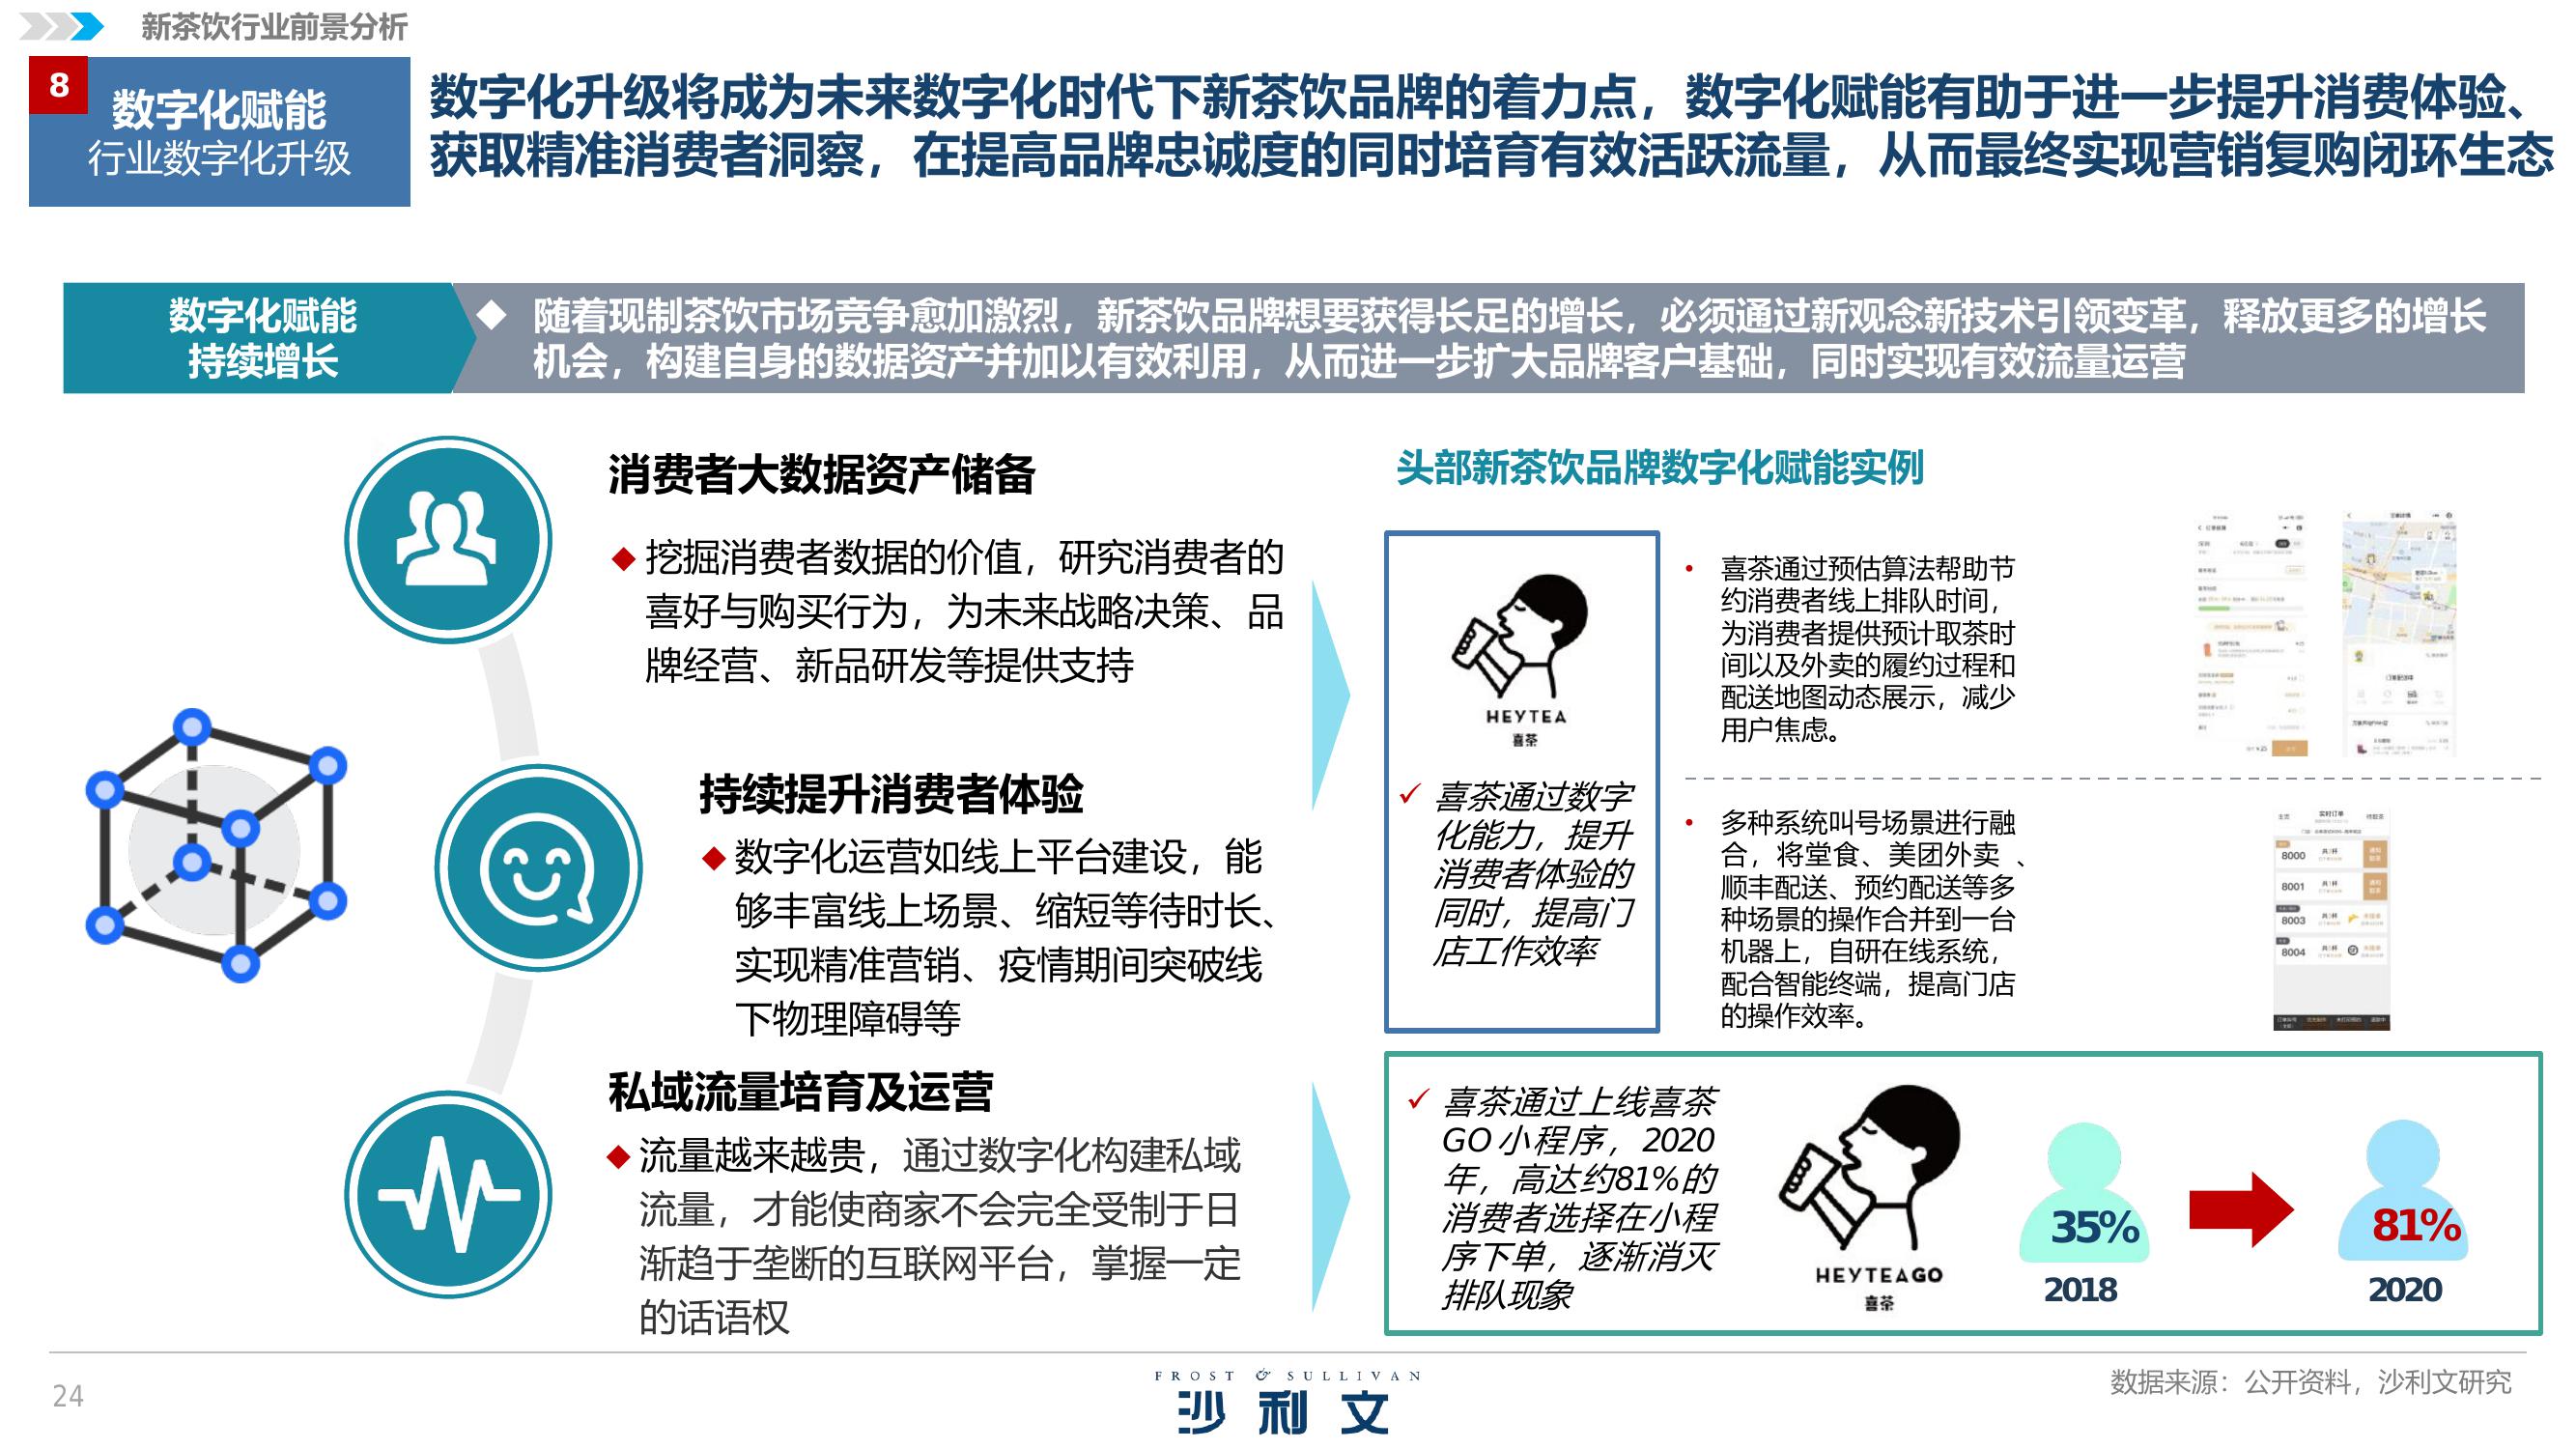 新茶饮行业前景分析
8
数字化赋能
行业数字化升级
数字化升级将成为未来数字化时代下新茶饮品牌的着力点，数字化赋能有助于进一步提升消费体验、
获取精准消费者洞察，在提高品牌忠诚度的同时培育有效活跃流量，从而最终实现营销复购闭环生态
数字化赋能
持续增长
◆ 随着现制茶饮市场竞争愈加激烈，新茶饮品牌想要获得长足的增长，必须通过新观念新技术引领变革，释放更多的增长
机会，构建自身的数据资产并加以有效利用，从而进一步扩大品牌客户基础，同时实现有效流量运营
消费者大数据资产储备
◆ 挖掘消费者数据的价值，研究消费者的
喜好与购买行为，为未来战略决策、品
牌经营、新品研发等提供支持
持续提升消费者体验
◆ 数字化运营如线上平台建设，能
够丰富线上场景、缩短等待时长、
实现精准营销、疫情期间突破线
下物理障碍等
私域流量培育及运营
◆ 流量越来越贵，通过数字化构建私域
流量，才能使商家不会完全受制于日
渐趋于垄断的互联网平台，掌握一定
的话语权
头部新茶饮品牌数字化赋能实例
HEYTEA
喜茶
✓ 喜茶通过数字
化能力，提升
消费者体验的
同时，提高门
店工作效率
• 喜茶通过预估算法帮助节
约消费者线上排队时间，
为消费者提供预计取茶时
间以及外卖的履约过程和
配送地图动态展示，减少
用户焦虑。
• 多种系统叫号场景进行融
合，将堂食、美团外卖 、
顺丰配送、预约配送等多
种场景的操作合并到一台
机器上，自研在线系统，
配合智能终端，提高门店
的操作效率。
实时订单
8000
8001
8003
8004
✓ 喜茶通过上线喜茶
GO小程序，2020
年，高达约81%的
消费者选择在小程
序下单，逐渐消灭
排队现象
HEYTEAGO
喜茶
35%
2018
81%
2020
24
FROST & SULLIVAN
沙利文
数据来源：公开资料，沙利文研究